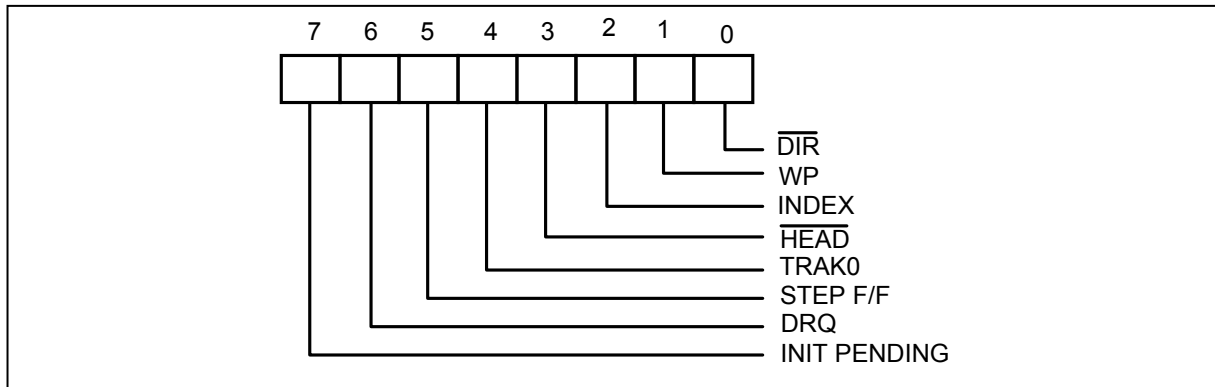 7 6 5 4 3 2 1 0
DIR
WP
INDEX
HEAD
TRAK0
STEP F/F
DRQ
INIT PENDING